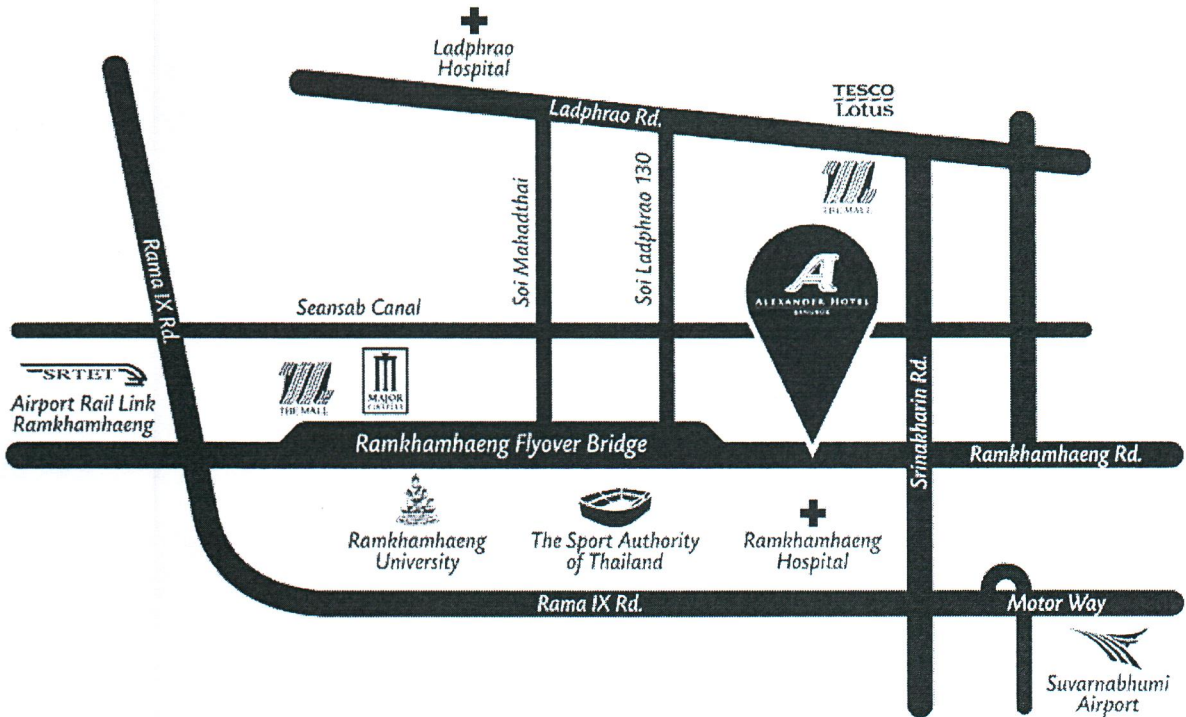 Ladphrao
Hospital
TESCO
Lotus
Ladphrao Rd.
Soi Mahadthai
Soi Ladphrao 130
THE MALL
Rama IX Rd.
A
ALEXANDER HOTEL
BANGKOK
Seansab Canal
SRTET
Airport Rail Link
Ramkhamhaeng
THE MALL
MAJOR
CINEPLEX
Ramkhamhaeng Flyover Bridge
Srinakharin Rd.
Ramkhamhaeng Rd.
Ramkhamhaeng
University
The Sport Authority
of Thailand
Ramkhamhaeng
Hospital
Rama IX Rd.
Motor Way
Suvarnabhumi
Airport